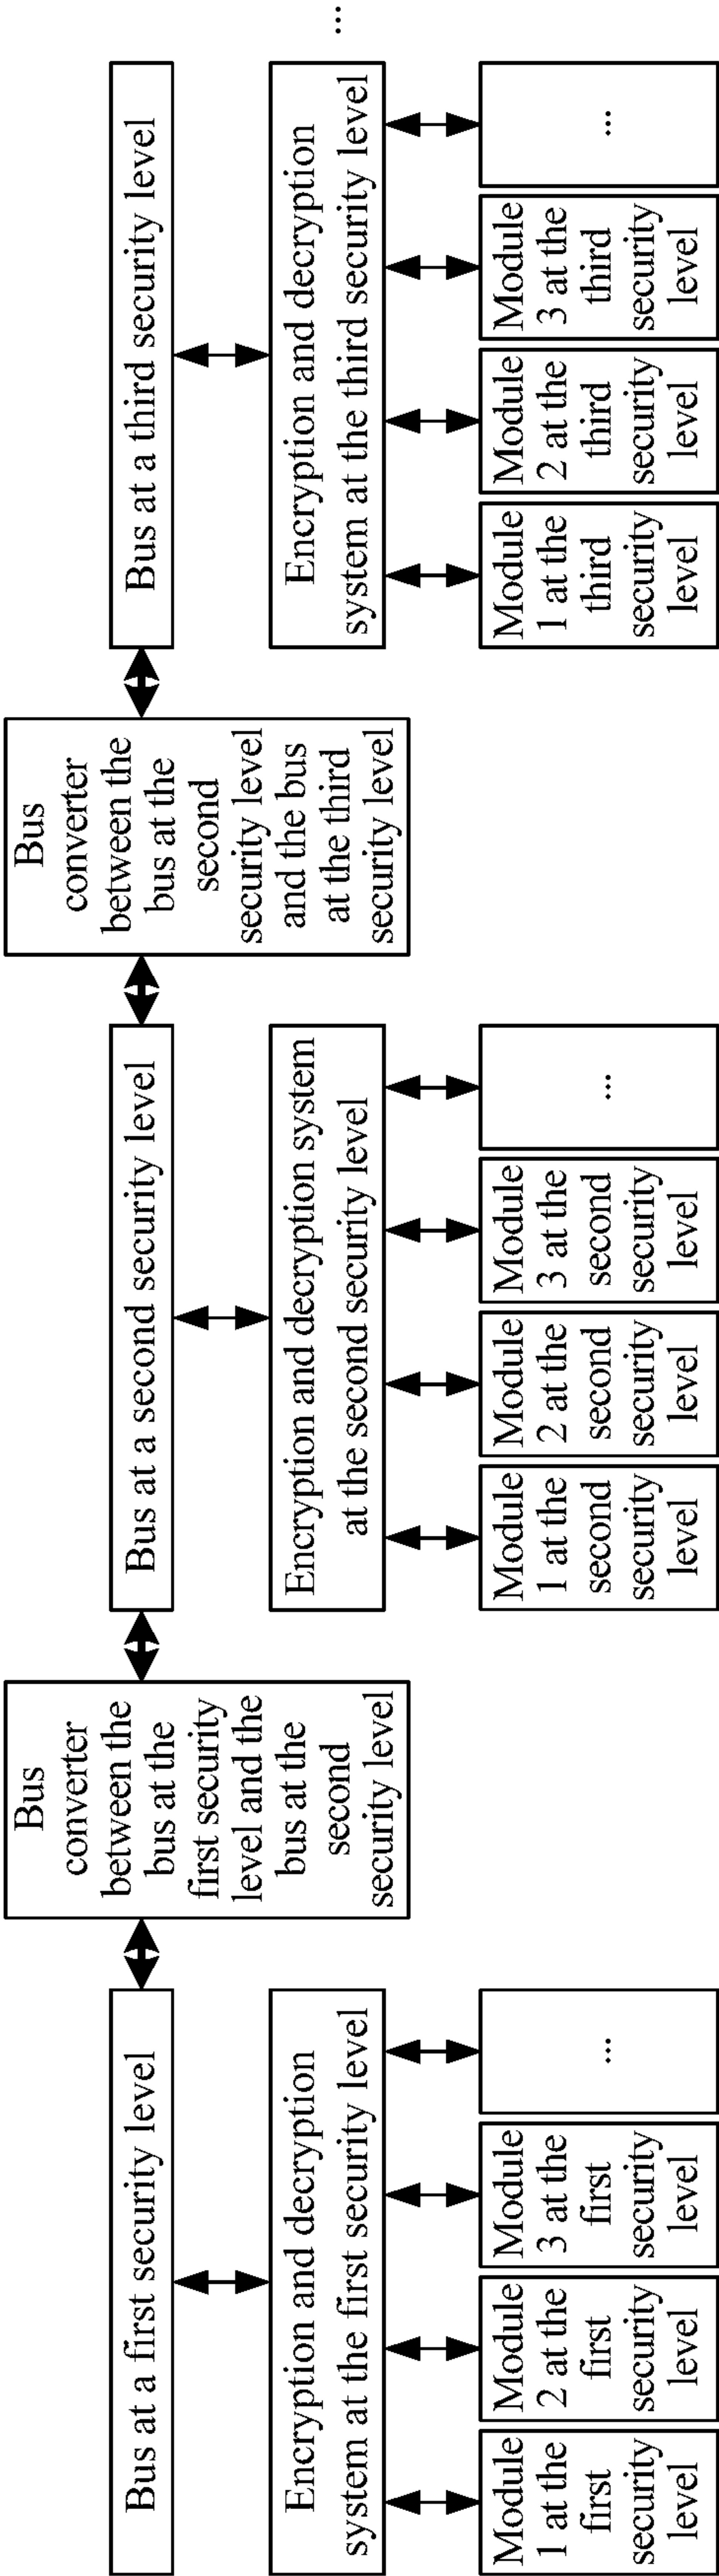 Bus at a first security level
Encryption and decryption
system at the first security level
Module
1 at the
first
security
level
Module
2 at the
first
security
level
Module
3 at the
first
security
level
...
Bus
converter
between the
bus at the
first security
level and the
bus at the
second
security level
Bus at a second security level
Encryption and decryption system
at the second security level
Module
1 at the
second
security
level
Module
2 at the
second
security
level
Module
3 at the
second
security
level
...
Bus
converter
between the
bus at the
second
security level
and the bus
at the third
security level
Bus at a third security level
Encryption and decryption
system at the third security level
Module
1 at the
third
security
level
Module
2 at the
third
security
level
Module
3 at the
third
security
level
...
...